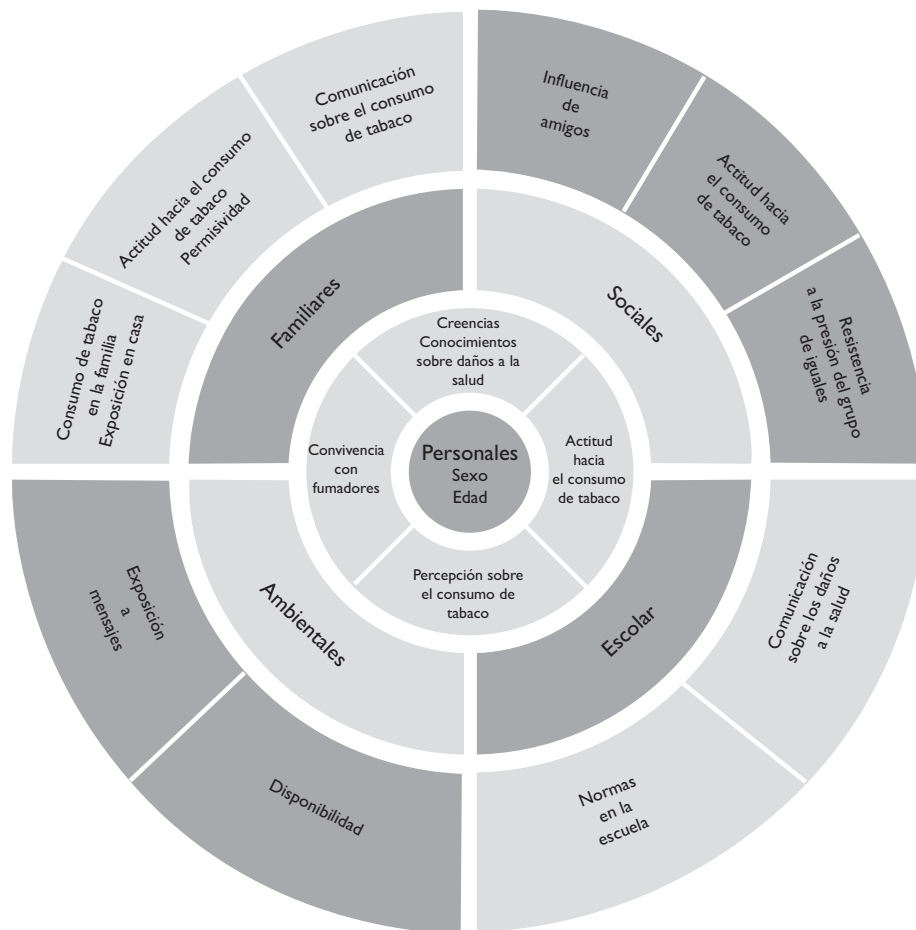 Comunicación
sobre el consumo
de tabaco
Influencia
de
amigos
Actitud hacia el consumo
de tabaco
Permisividad
Actitud hacia
el consumo
de tabaco
Consumo de tabaco
en la familia
Exposición en casa
Resistencia
a la presión del grupo
de iguales
Familiares
Sociales
Creencias
Conocimientos
sobre daños a la
salud
Convivencia
con
fumadores
Personales
Sexo
Edad
Actitud
hacia
el consumo
de tabaco
Percepción sobre
el consumo de
tabaco
Ambientales
Escolar
Exposición
a
mensajes
Comunicación
sobre los daños
a la salud
Disponibilidad
Normas
en la
escuela